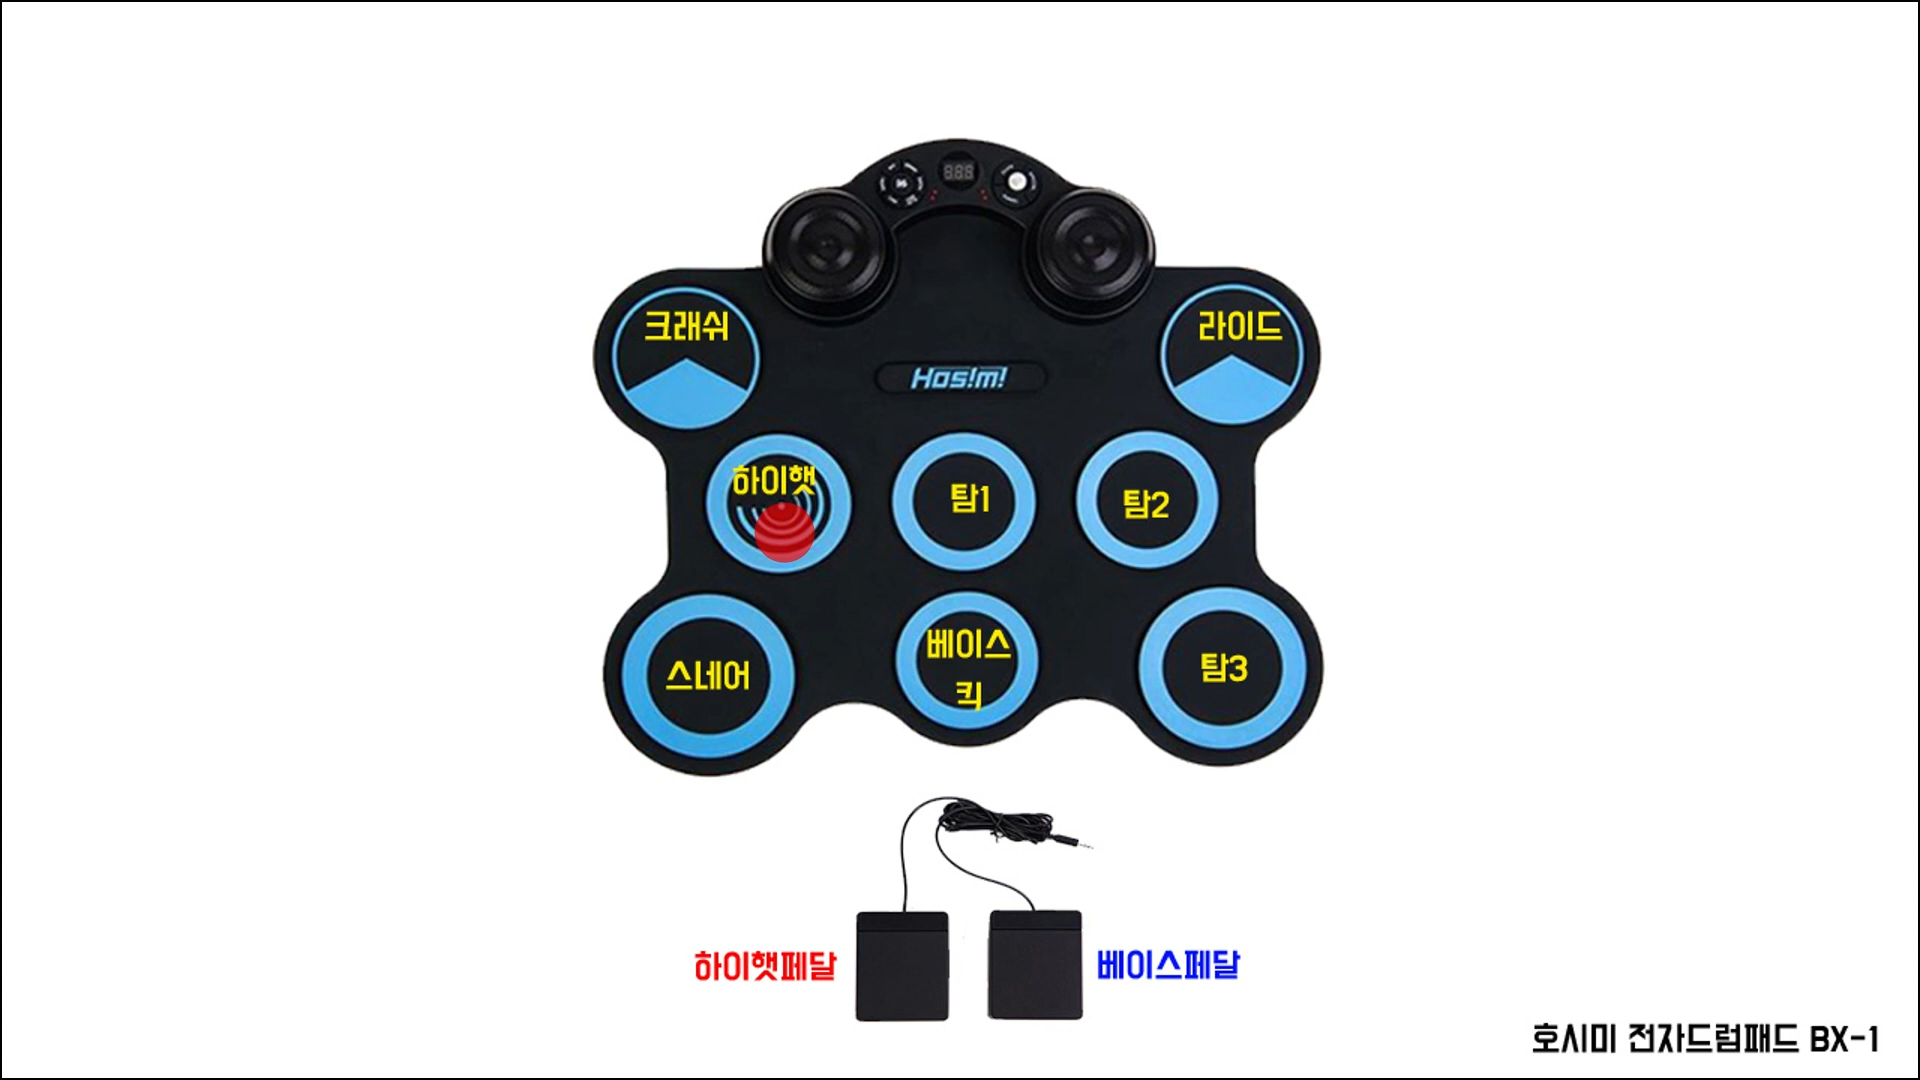 888
크래쉬
라이드
Hos!m!
하이햇
탐1
탐2
스네어
베이스
킥
탐3
하이햇페달
베이스페달
호시미 전자드럼패드 BX-1